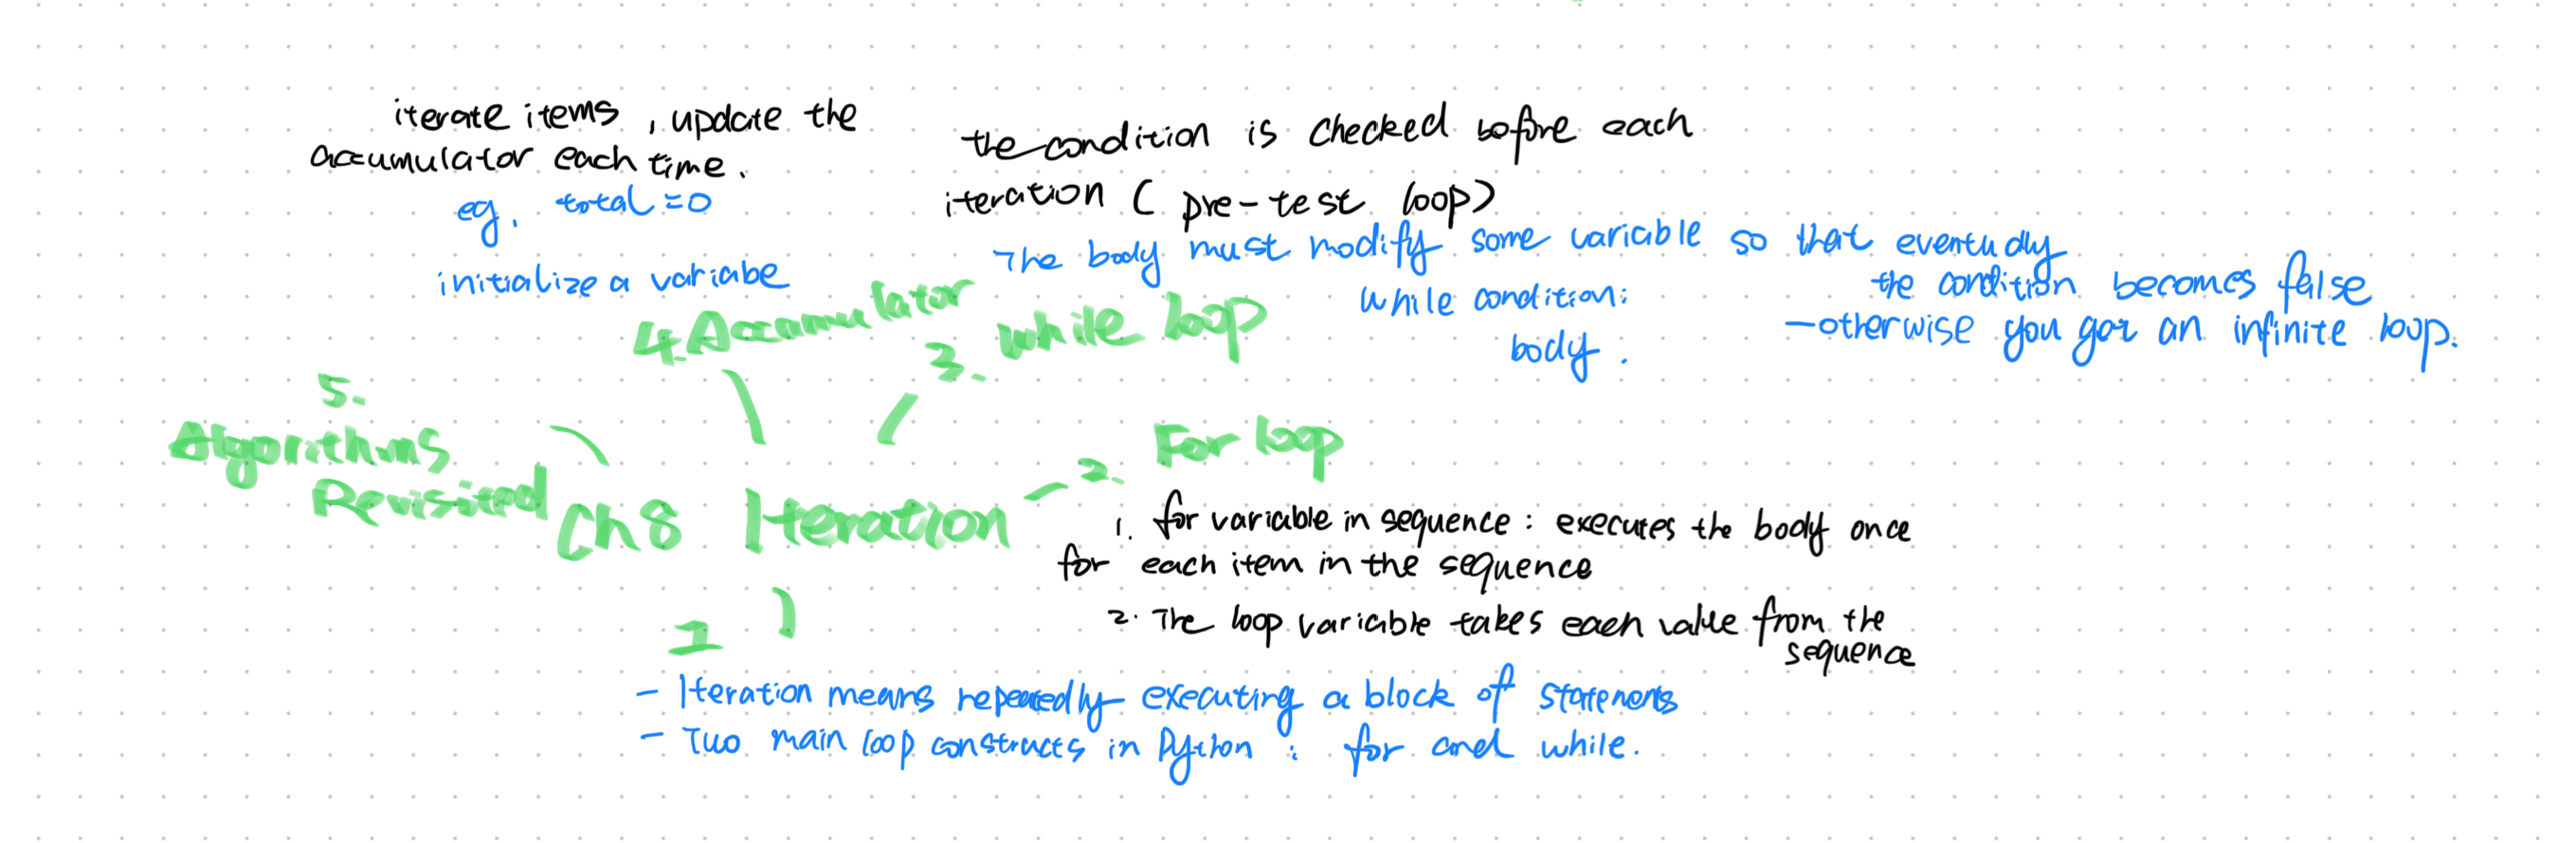 iterate items, update the
accumulator each time.
eg. total = 0
initialize a variabe
the condition is checked before each
iteration ( pre-test loop)
The body must modify some variable so that eventually
the condition becomes false
-otherwise you get an infinite loop.
while condition:
body.
4. Accumulator
3. while loop
5.
Algorithms
Revisited
Ch 8 Iteration
2. For loop
1. for variable in sequence: executes the body once
for each item in the sequence
2. The loop variable takes each value from the
sequence
1
- Iteration means repeatedly executing a block of statements
- Two main loop constructs in Python: for and while.